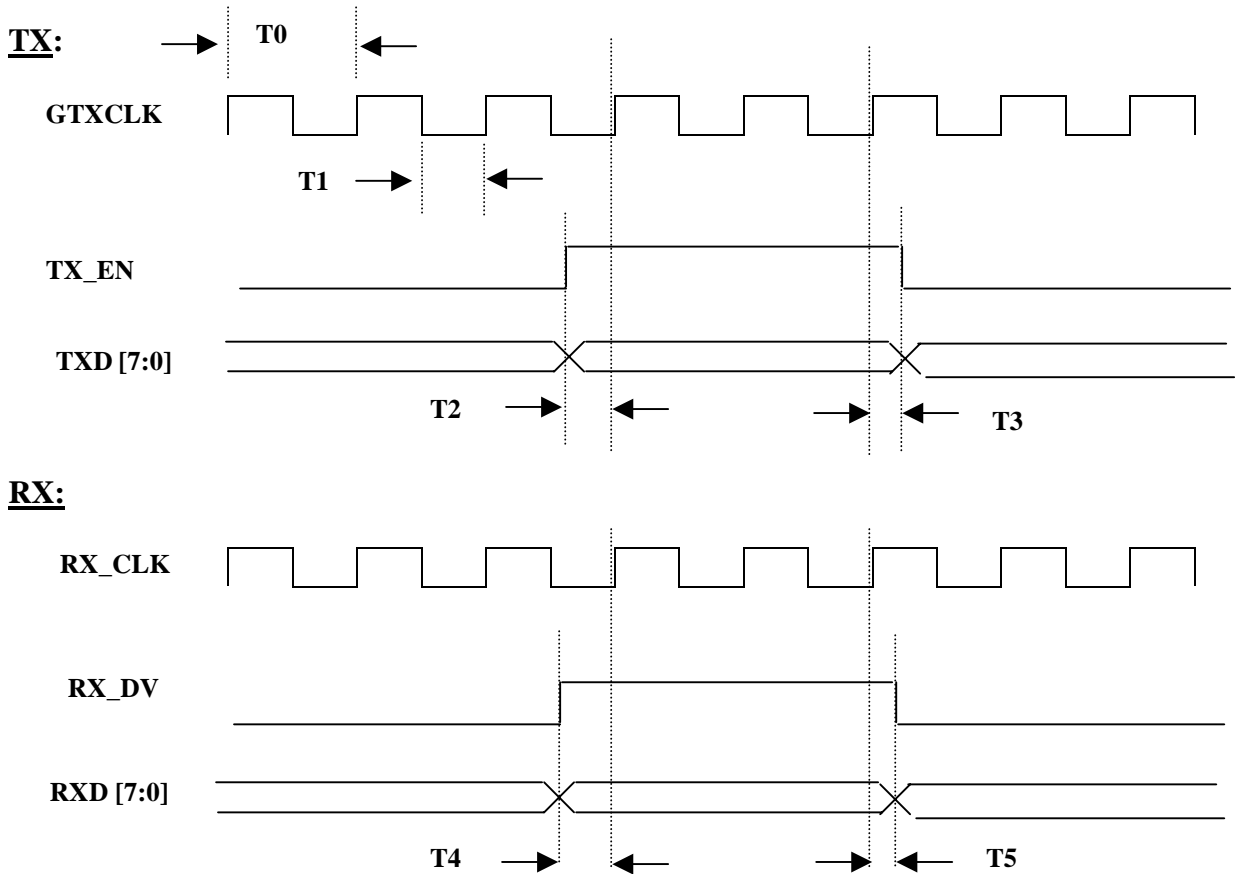 TX:
T0
GTXCLK
T1
TX_EN
TXD [7:0]
T2
T3
RX:
RX_CLK
RX_DV
RXD [7:0]
T4
T5